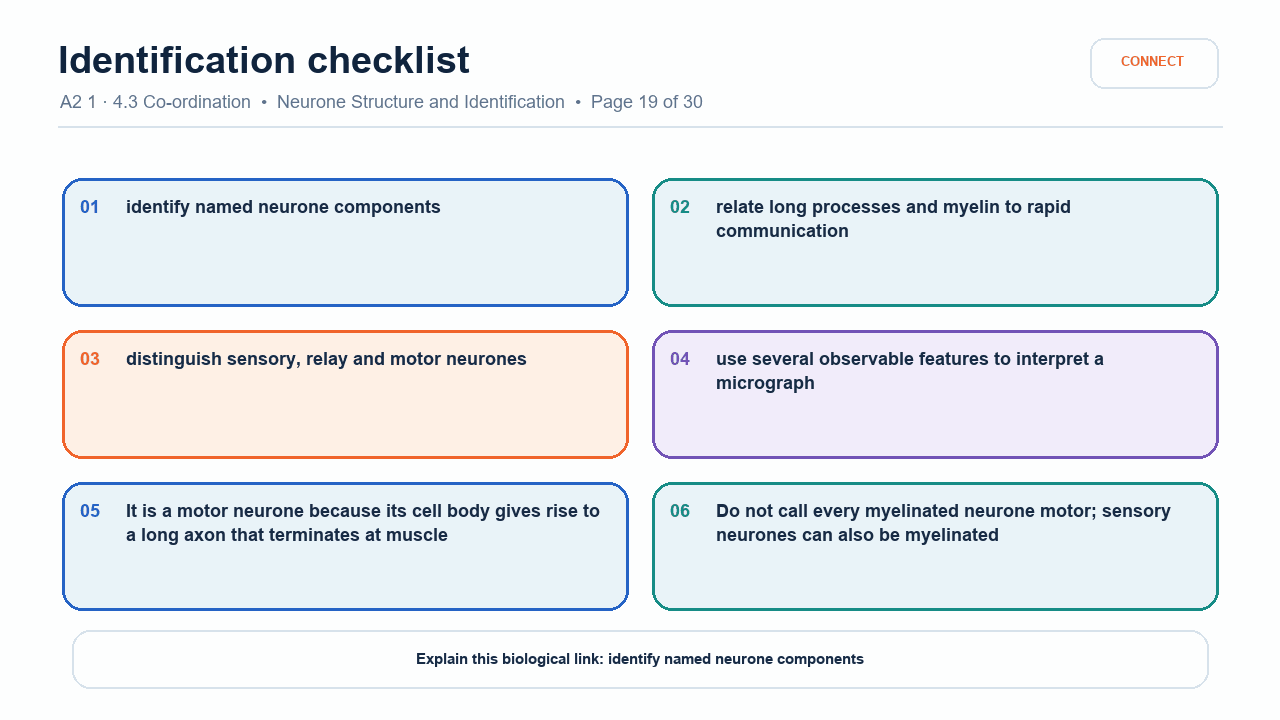 Identification checklist
CONNECT
A2 1 · 4.3 Co-ordination • Neurone Structure and Identification • Page 19 of 30
01 identify named neurone components
02 relate long processes and myelin to rapid
communication
03 distinguish sensory, relay and motor neurones
04 use several observable features to interpret a
micrograph
05 It is a motor neurone because its cell body gives rise to
a long axon that terminates at muscle
06 Do not call every myelinated neurone motor; sensory
neurones can also be myelinated
Explain this biological link: identify named neurone components